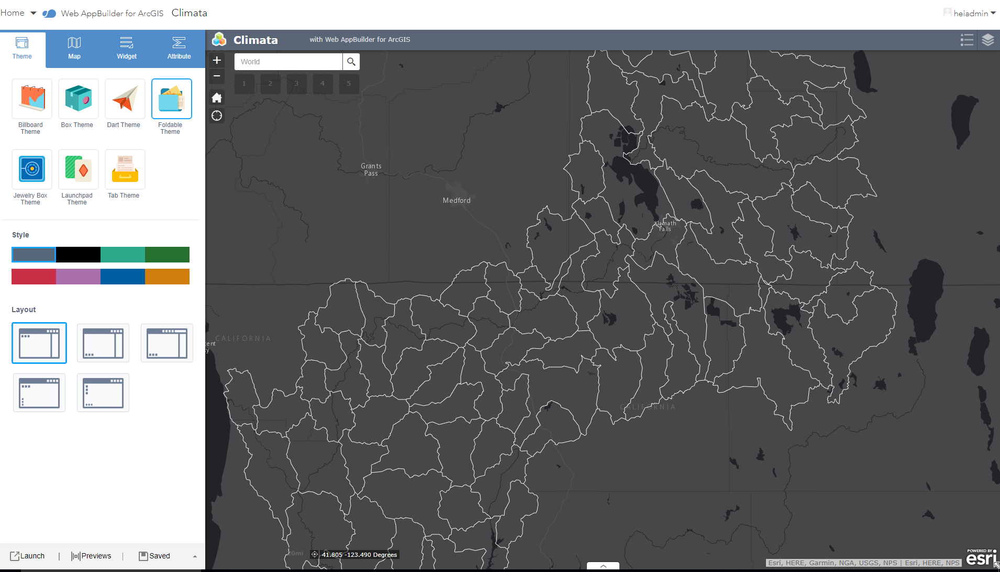 Home Web AppBuilder for ArcGIS Climata heiadmin
Theme Map Widget Attribute
Climata with Web AppBuilder for ArcGIS
World
1 2 3 4 5
Billboard Theme
Box Theme
Dart Theme
Foldable Theme
Jewelry Box Theme
Launchpad Theme
Tab Theme
Style
Layout
Launch | Previews | Saved
Grants
Pass
Medford
Klamath
Falls
CALIFORNIA
cent
y
CALIFORNIA
20mi
41.805 -123.490 Degrees
Esri, HERE, Garmin, NGA, USGS, NPS | Esri, HERE, NPS
POWERED BY
esri